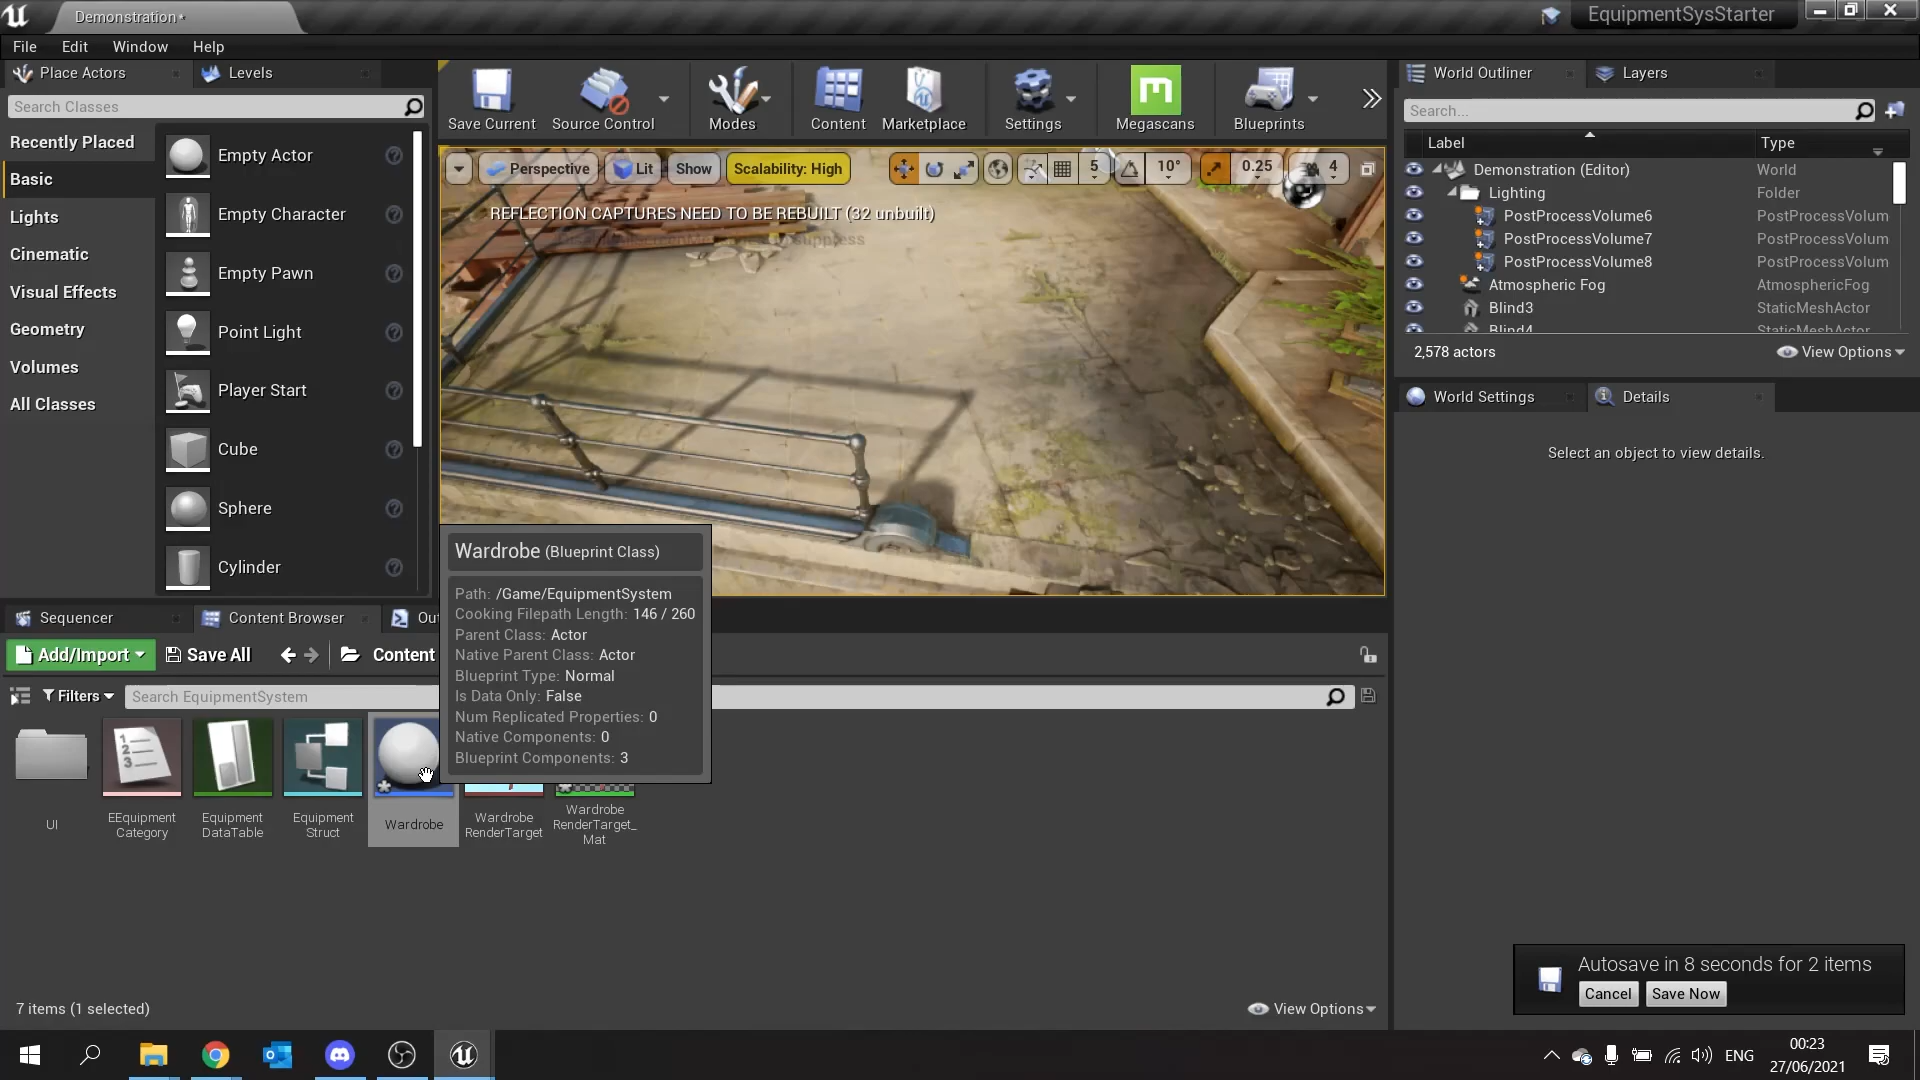 Demonstration*
EquipmentSysStarter
File Edit Window Help
Place Actors
Levels
Search Classes
Recently Placed
Basic
Lights
Cinematic
Visual Effects
Geometry
Volumes
All Classes
Empty Actor
Empty Character
Empty Pawn
Point Light
Player Start
Cube
Sphere
Cylinder
Save Current
Source Control
Modes
Content
Marketplace
Settings
Megascans
Blueprints
Perspective
Lit
Show
Scalability: High
5
10°
0.25
4
REFLECTION CAPTURES NEED TO BE REBUILT (32 unbuilt)
World Outliner
Layers
Search...
Label
Type
Demonstration (Editor) World
Lighting Folder
PostProcessVolume6 PostProcessVolum
PostProcessVolume7 PostProcessVolum
PostProcessVolume8 PostProcessVolum
Atmospheric Fog AtmosphericFog
Blind3 StaticMeshActor
Blind4 StaticMeshActor
2,578 actors
View Options
World Settings
Details
Select an object to view details.
Wardrobe (Blueprint Class)
Path: /Game/EquipmentSystem
Cooking Filepath Length: 146 / 260
Parent Class: Actor
Native Parent Class: Actor
Blueprint Type: Normal
Is Data Only: False
Num Replicated Properties: 0
Native Components: 0
Blueprint Components: 3
Sequencer
Content Browser
Out
Add/Import
Save All
Content
Filters
Search EquipmentSystem
UI
EEquipment
Category
Equipment
DataTable
Equipment
Struct
Wardrobe
Wardrobe
RenderTarget
Wardrobe
RenderTarget_
Mat
7 items (1 selected)
View Options
Autosave in 8 seconds for 2 items
Cancel
Save Now
ENG
00:23
27/06/2021